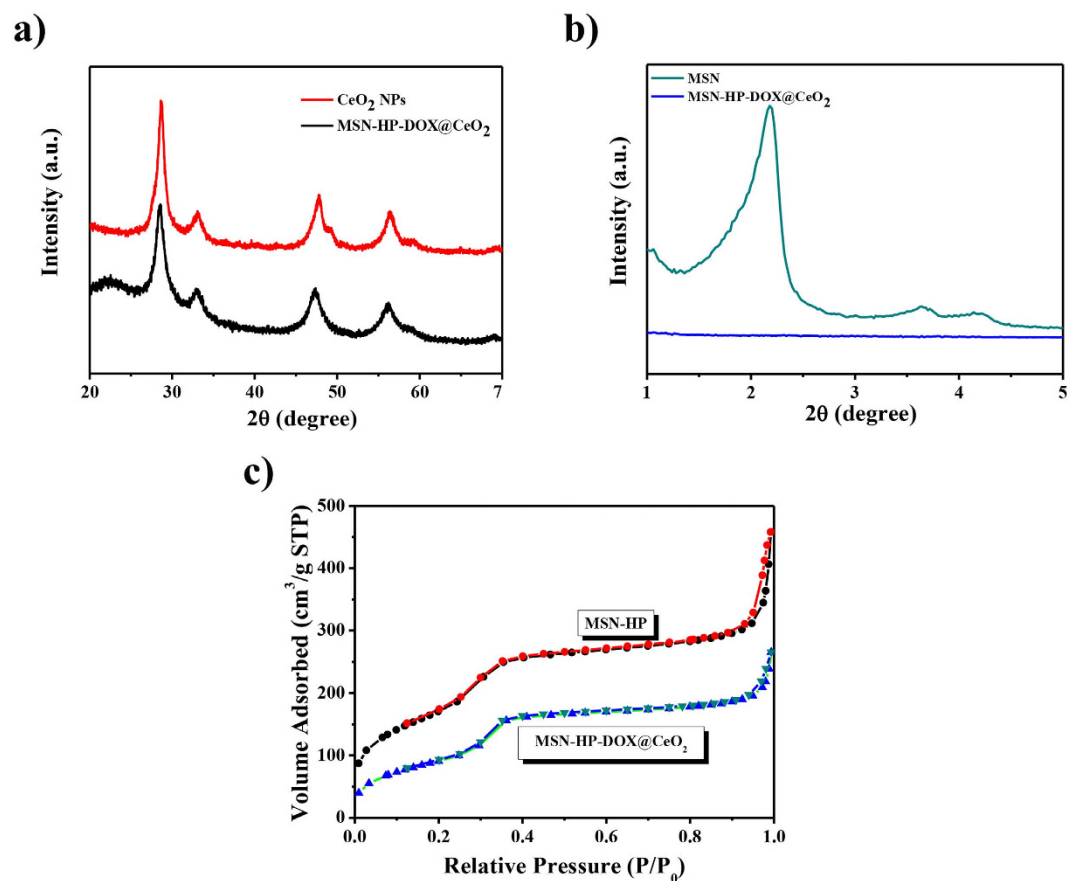 a)
Intensity (a.u.)
CeO₂ NPs
MSN-HP-DOX@CeO₂
20 30 40 50 60 7
2θ (degree)
b)
Intensity (a.u.)
MSN
MSN-HP-DOX@CeO₂
1 2 3 4 5
2θ (degree)
c)
Volume Adsorbed (cm³/g STP)
500
400
300
200
100
0
MSN-HP
MSN-HP-DOX@CeO₂
0.0 0.2 0.4 0.6 0.8 1.0
Relative Pressure (P/P₀)